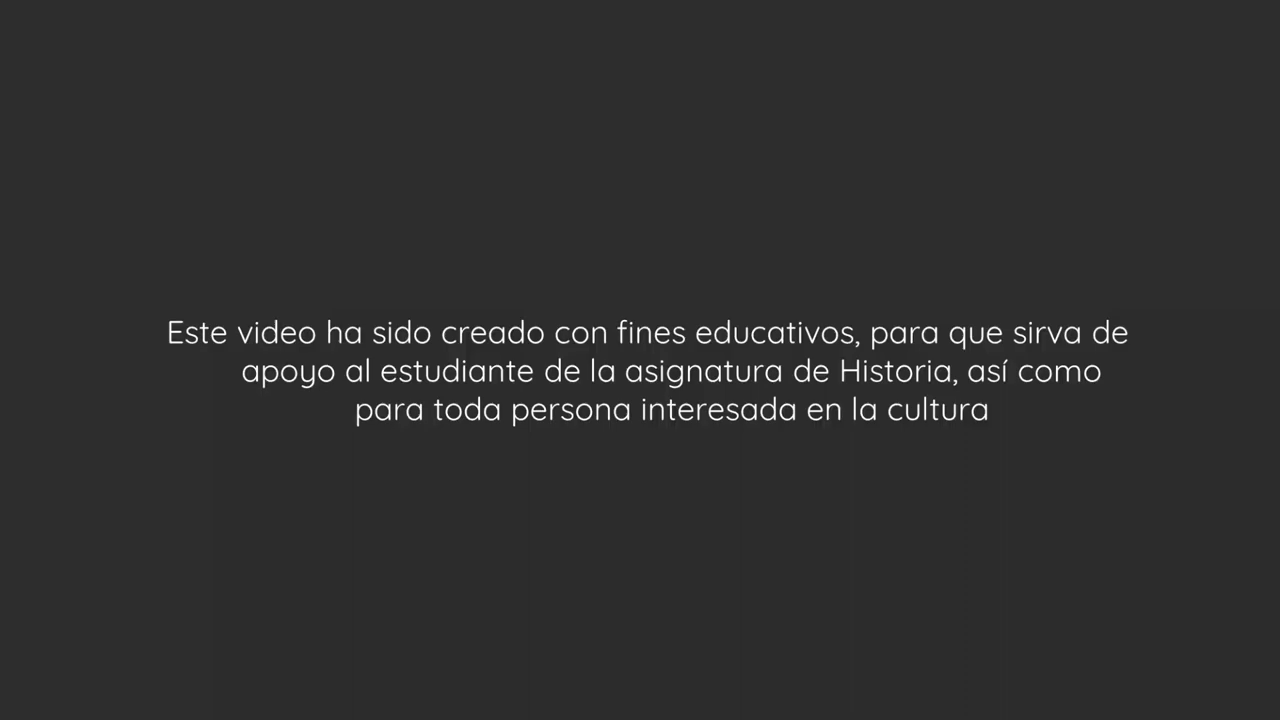 Este video ha sido creado con fines educativos, para que sirva de
apoyo al estudiante de la asignatura de Historia, así como
para toda persona interesada en la cultura